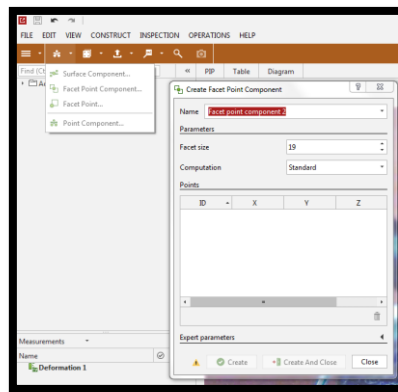 FILE EDIT VIEW CONSTRUCT INSPECTION OPERATIONS HELP
Surface Component...
Facet Point Component...
Facet Point...
Point Component...
« PIP Table Diagram
Create Facet Point Component
Name Facet point component 2
Parameters
Facet size 19
Computation Standard
Points
ID X Y Z
Expert parameters
Create Create And Close Close
Measurements
Name
Deformation 1